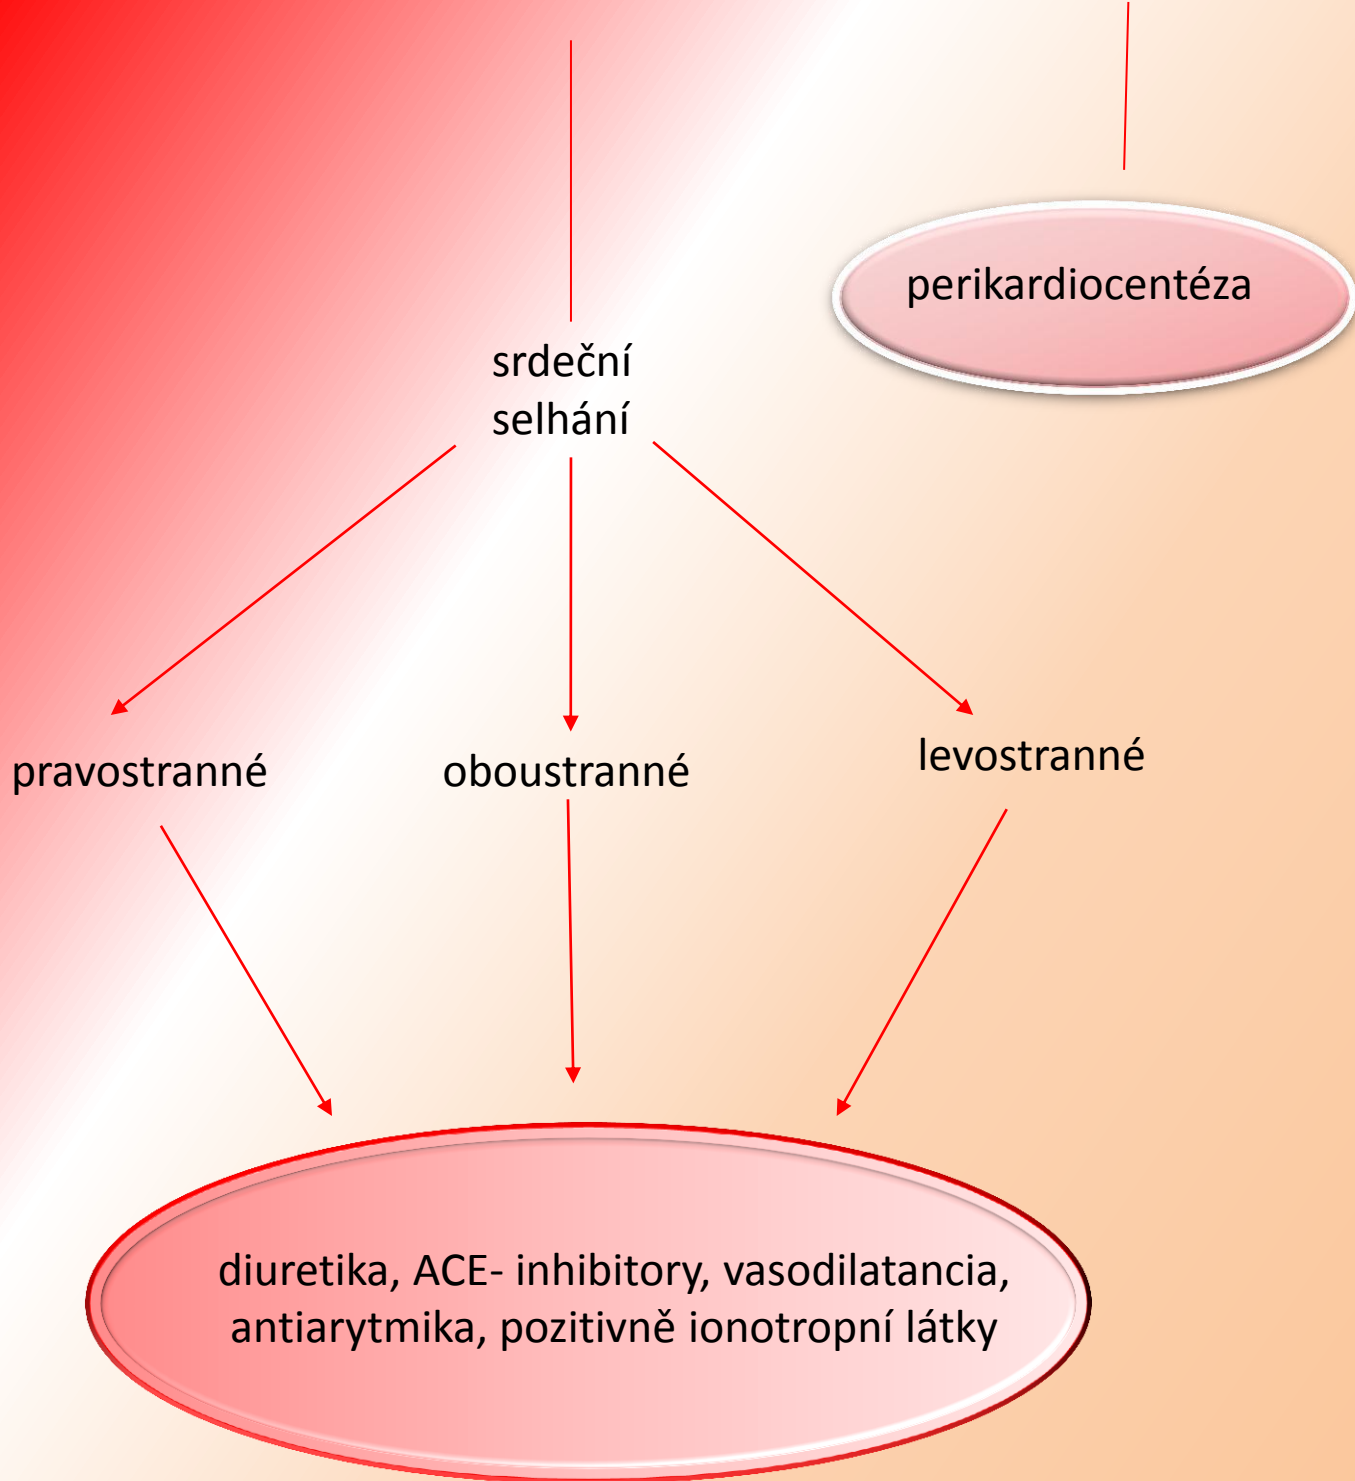 perikardiocentéza
srdeční
selhání
pravostranné
oboustranné
levostranné
diuretika, ACE- inhibitory, vasodilatancia,
antiarytmika, pozitivně ionotropní látky